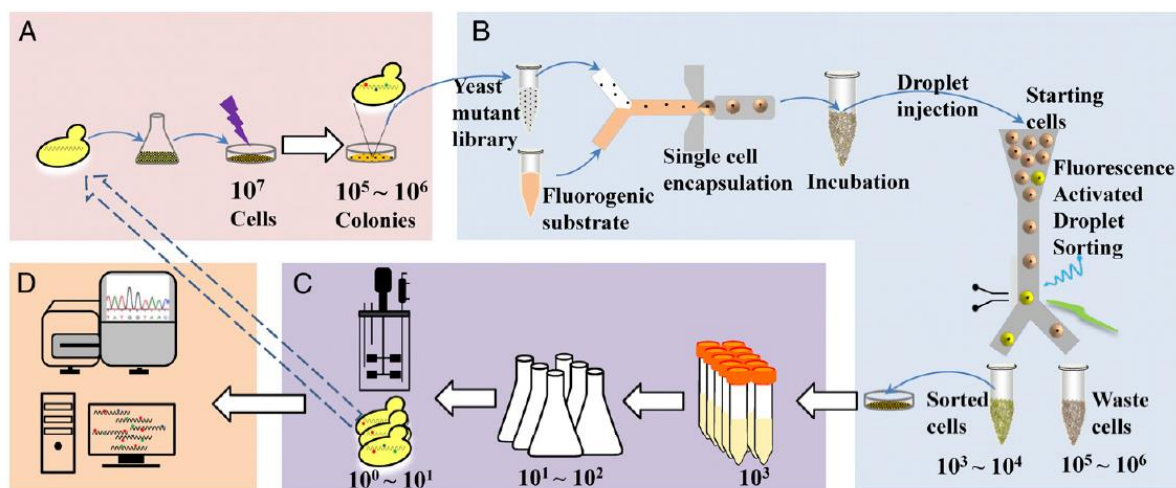 A
10⁷
Cells
10⁵ ~ 10⁶
Colonies
B
Yeast
mutant
library
Fluorogenic
substrate
Single cell
encapsulation
Incubation
Droplet
injection
Starting
cells
Fluorescence
Activated
Droplet
Sorting
Sorted
cells
10³ ~ 10⁴
Waste
cells
10⁵ ~ 10⁶
C
10⁰ ~ 10¹
10¹ ~ 10²
10³
D